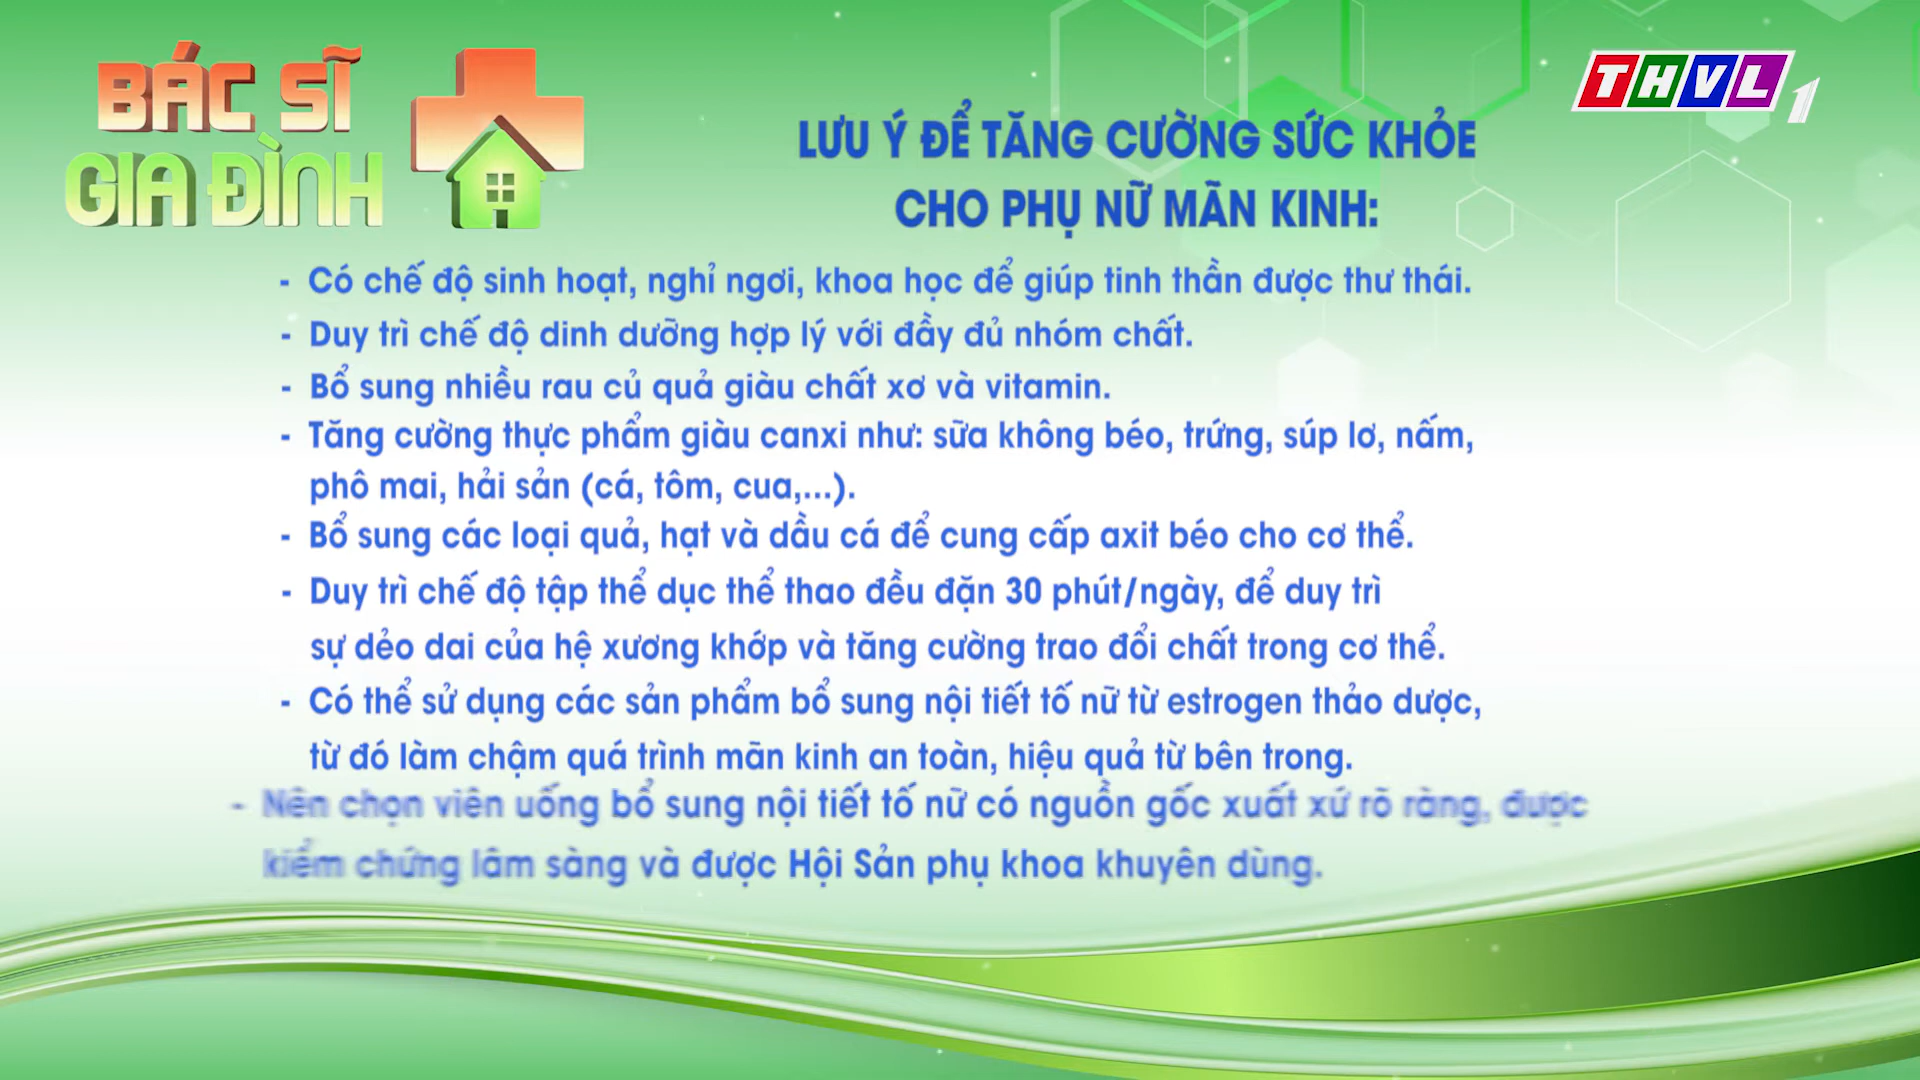 BÁC SĨ
GIA ĐÌNH
THVL 1
LƯU Ý ĐỂ TĂNG CƯỜNG SỨC KHỎE
CHO PHỤ NỮ MÃN KINH:
- Có chế độ sinh hoạt, nghỉ ngơi, khoa học để giúp tinh thần được thư thái.
- Duy trì chế độ dinh dưỡng hợp lý với đầy đủ nhóm chất.
- Bổ sung nhiều rau củ quả giàu chất xơ và vitamin.
- Tăng cường thực phẩm giàu canxi như: sữa không béo, trứng, súp lơ, nấm,
phô mai, hải sản (cá, tôm, cua,...).
- Bổ sung các loại quả, hạt và dầu cá để cung cấp axit béo cho cơ thể.
- Duy trì chế độ tập thể dục thể thao đều đặn 30 phút/ngày, để duy trì
sự dẻo dai của hệ xương khớp và tăng cường trao đổi chất trong cơ thể.
- Có thể sử dụng các sản phẩm bổ sung nội tiết tố nữ từ estrogen thảo dược,
từ đó làm chậm quá trình mãn kinh an toàn, hiệu quả từ bên trong.
- Nên chọn viên uống bổ sung nội tiết tố nữ có nguồn gốc xuất xứ rõ ràng, được
kiểm chứng lâm sàng và được Hội Sản phụ khoa khuyên dùng.